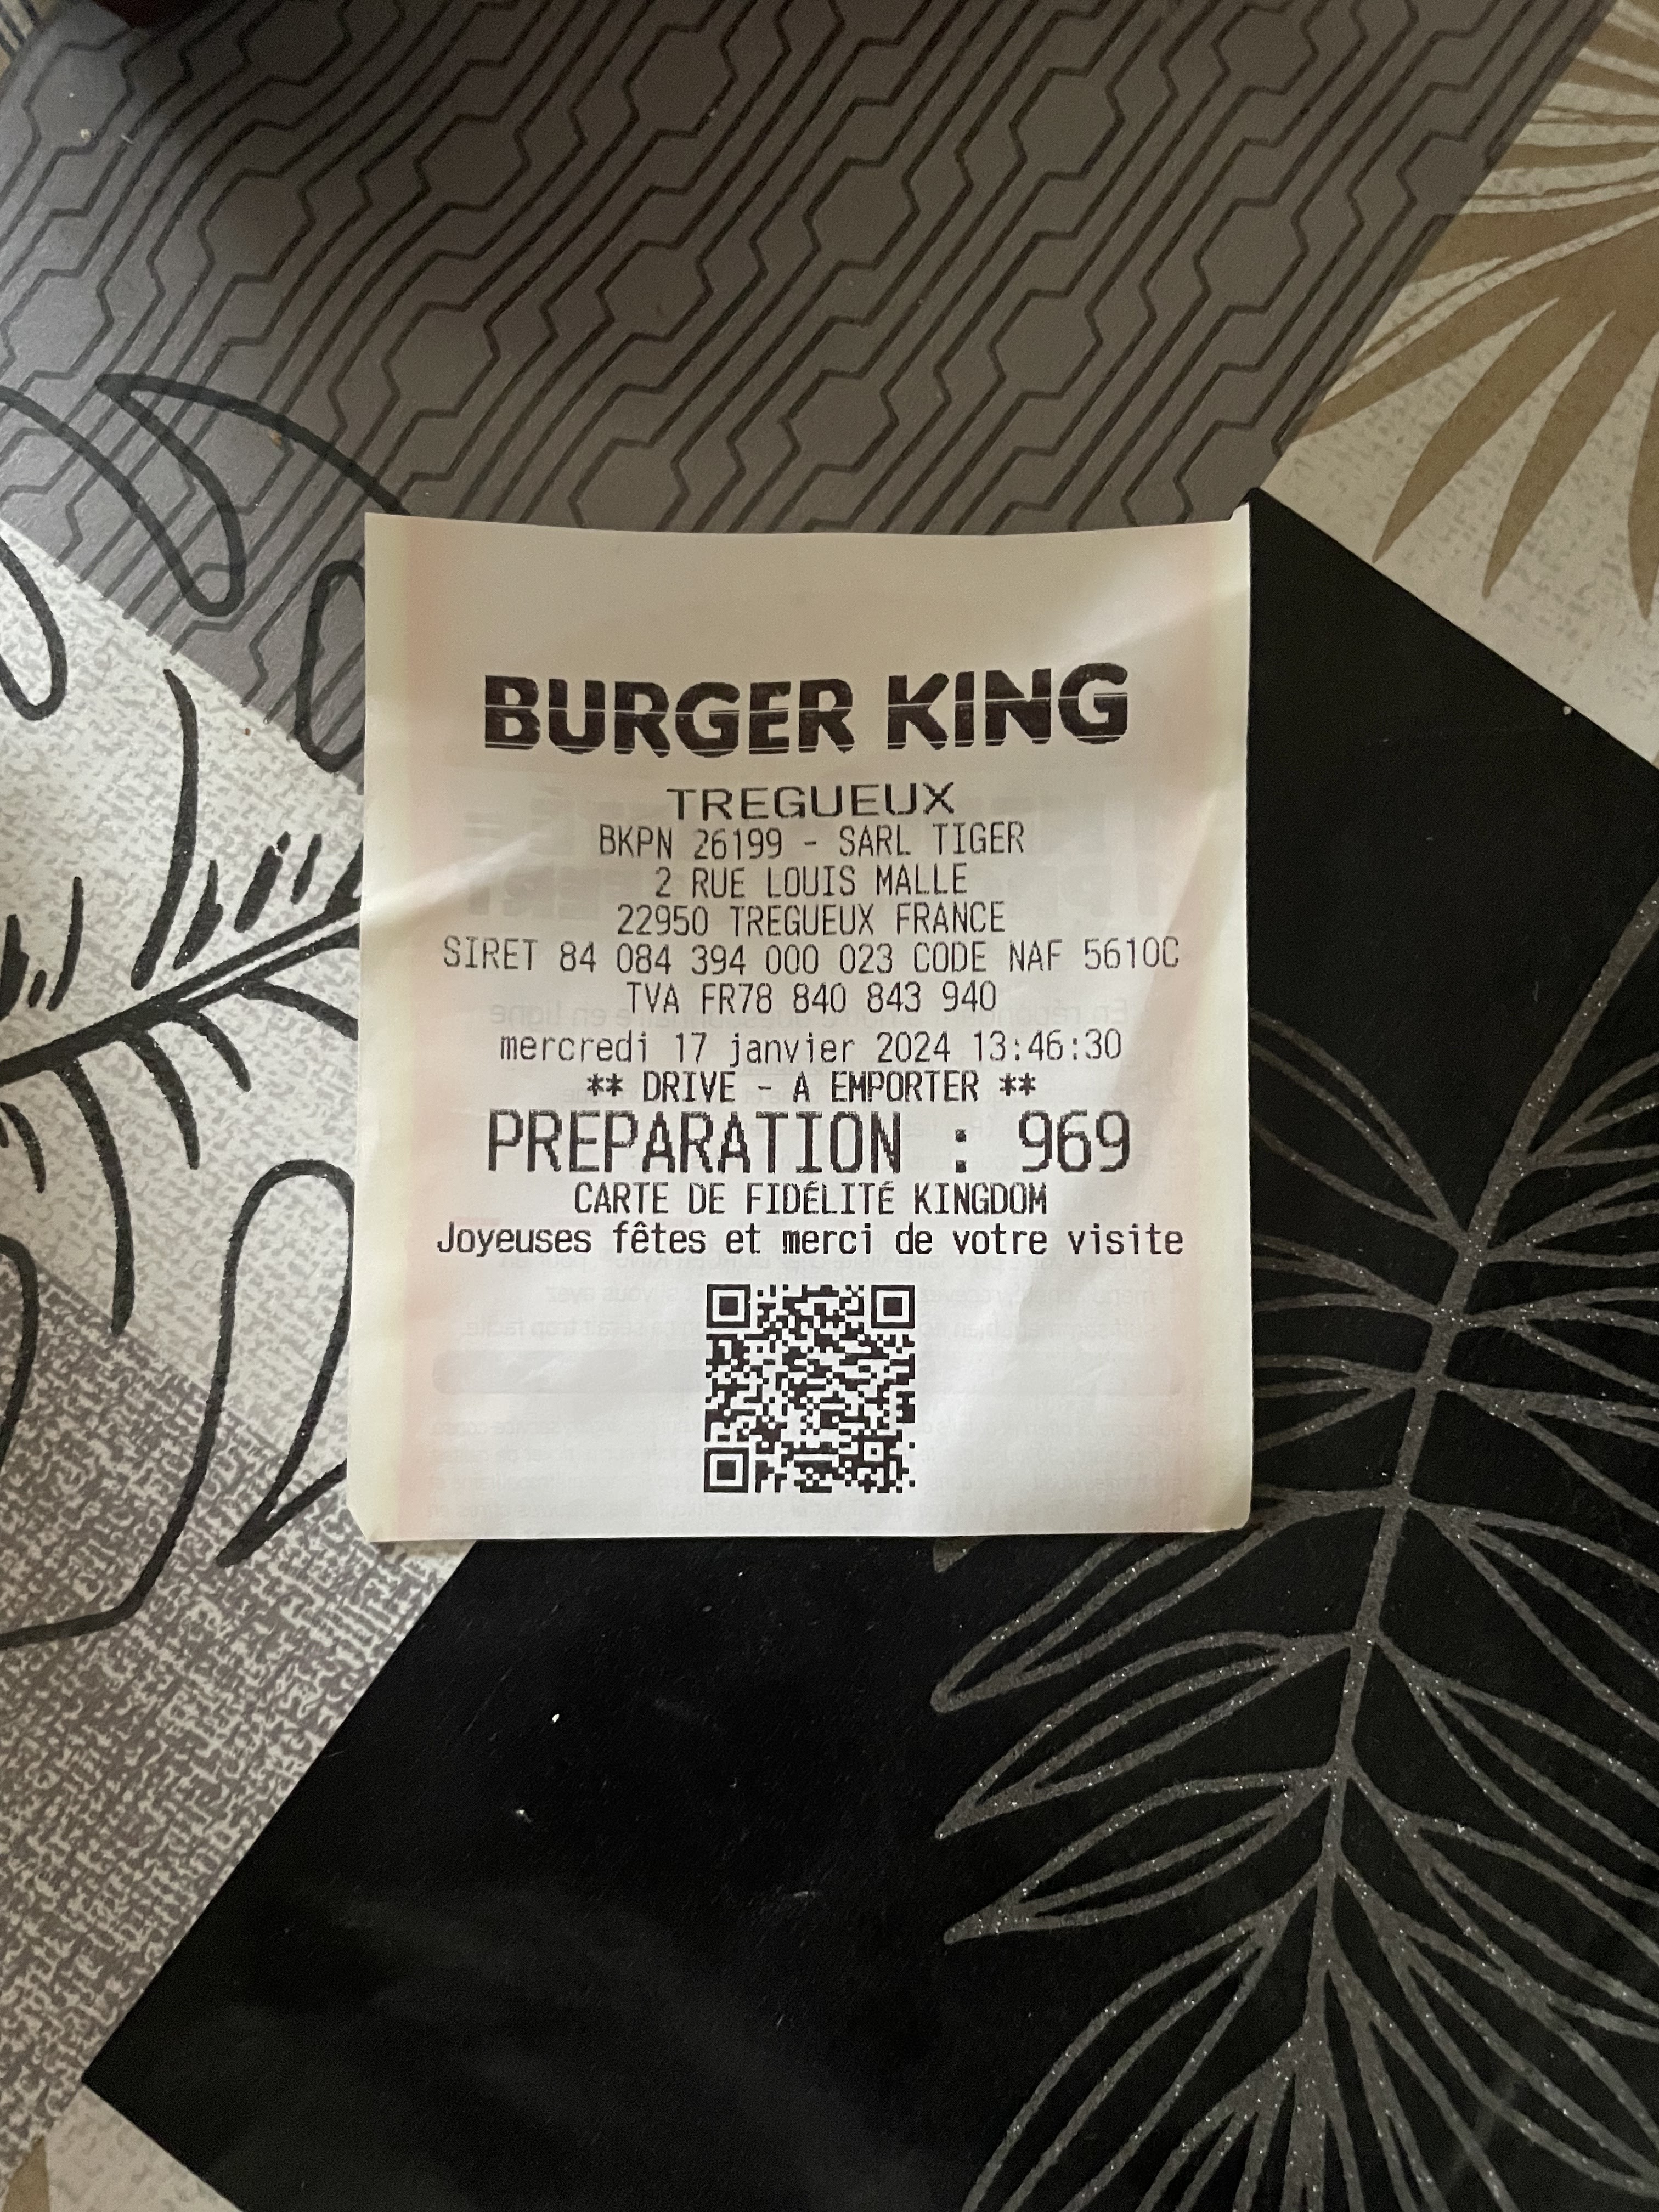 BURGER KING
TREGUEUX
BKPN 26199 - SARL TIGER
2 RUE LOUIS MALLE
22950 TREGUEUX FRANCE
SIRET 84 084 394 000 023 CODE NAF 5610C
TVA FR78 840 843 940
mercredi 17 janvier 2024 13:46:30
** DRIVE - A EMPORTER **
PREPARATION : 969
CARTE DE FIDÉLITÉ KINGDOM
Joyeuses fêtes et merci de votre visite